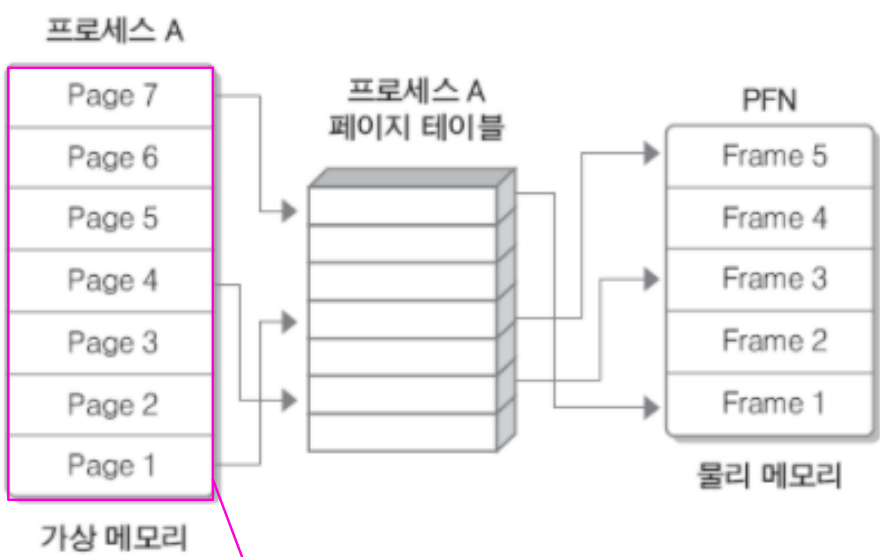 프로세스 A
Page 7
Page 6
Page 5
Page 4
Page 3
Page 2
Page 1
가상 메모리
프로세스 A
페이지 테이블
PFN
Frame 5
Frame 4
Frame 3
Frame 2
Frame 1
물리 메모리